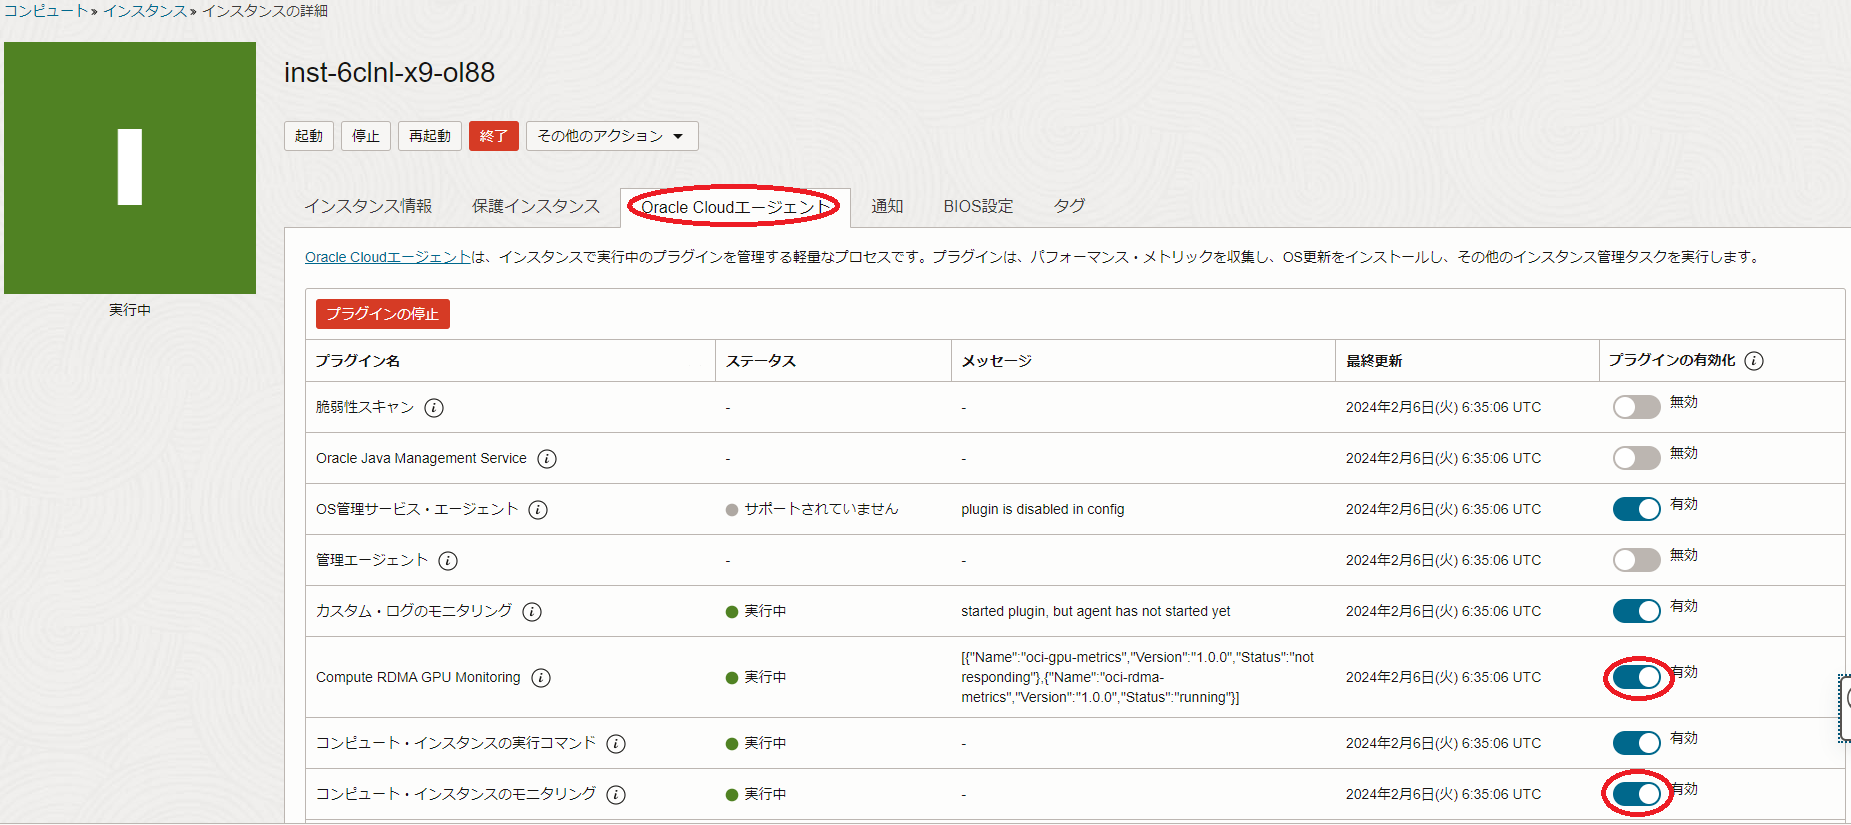 コンピュート » インスタンス » インスタンスの詳細
inst-6clnl-x9-ol88
起動 停止 再起動 終了 その他のアクション
実行中
インスタンス情報 保護インスタンス Oracle Cloudエージェント 通知 BIOS設定 タグ
Oracle Cloudエージェントは、インスタンスで実行中のプラグインを管理する軽量なプロセスです。プラグインは、パフォーマンス・メトリックを収集し、OS更新をインストールし、その他のインスタンス管理タスクを実行します。
プラグインの停止
プラグイン名 ステータス メッセージ 最終更新 プラグインの有効化 i
脆弱性スキャン i - - 2024年2月6日(火) 6:35:06 UTC 無効
Oracle Java Management Service i - - 2024年2月6日(火) 6:35:06 UTC 無効
OS管理サービス・エージェント i サポートされていません plugin is disabled in config 2024年2月6日(火) 6:35:06 UTC 有効
管理エージェント i - - 2024年2月6日(火) 6:35:06 UTC 無効
カスタム・ログのモニタリング i 実行中 started plugin, but agent has not started yet 2024年2月6日(火) 6:35:06 UTC 有効
Compute RDMA GPU Monitoring i 実行中 [{"Name":"oci-gpu-metrics","Version":"1.0.0","Status":"not
responding"},{"Name":"oci-rdma-
metrics","Version":"1.0.0","Status":"running"}] 2024年2月6日(火) 6:35:06 UTC 有効
コンピュート・インスタンスの実行コマンド i 実行中 - 2024年2月6日(火) 6:35:06 UTC 有効
コンピュート・インスタンスのモニタリング i 実行中 - 2024年2月6日(火) 6:35:06 UTC 有効